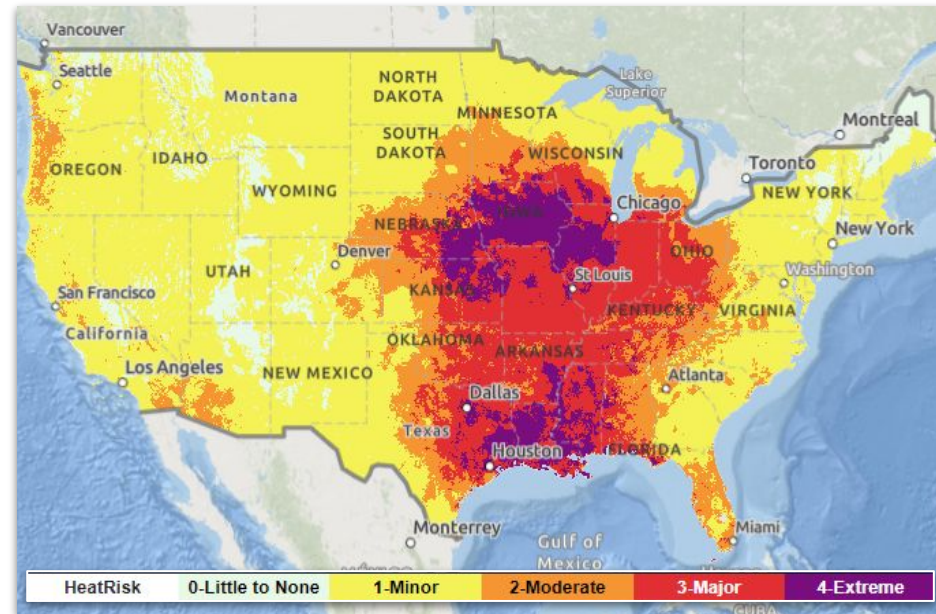 Vancouver
Seattle
Montana
NORTH
DAKOTA
MINNESOTA
Lake
Superior
Montreal
OREGON
IDAHO
SOUTH
DAKOTA
WISCONSIN
Toronto
WYOMING
NEW YORK
NEBRASKA
IOWA
Chicago
New York
Denver
OHIO
UTAH
Washington
San Francisco
KANSAS
St Louis
California
KENTUCKY
VIRGINIA
OKLAHOMA
ARKANSAS
Los Angeles
NEW MEXICO
Atlanta
Dallas
Texas
Houston
FLORIDA
Monterrey
Gulf of
Mexico
Miami
HeatRisk 0-Little to None 1-Minor 2-Moderate 3-Major 4-Extreme
CUBA